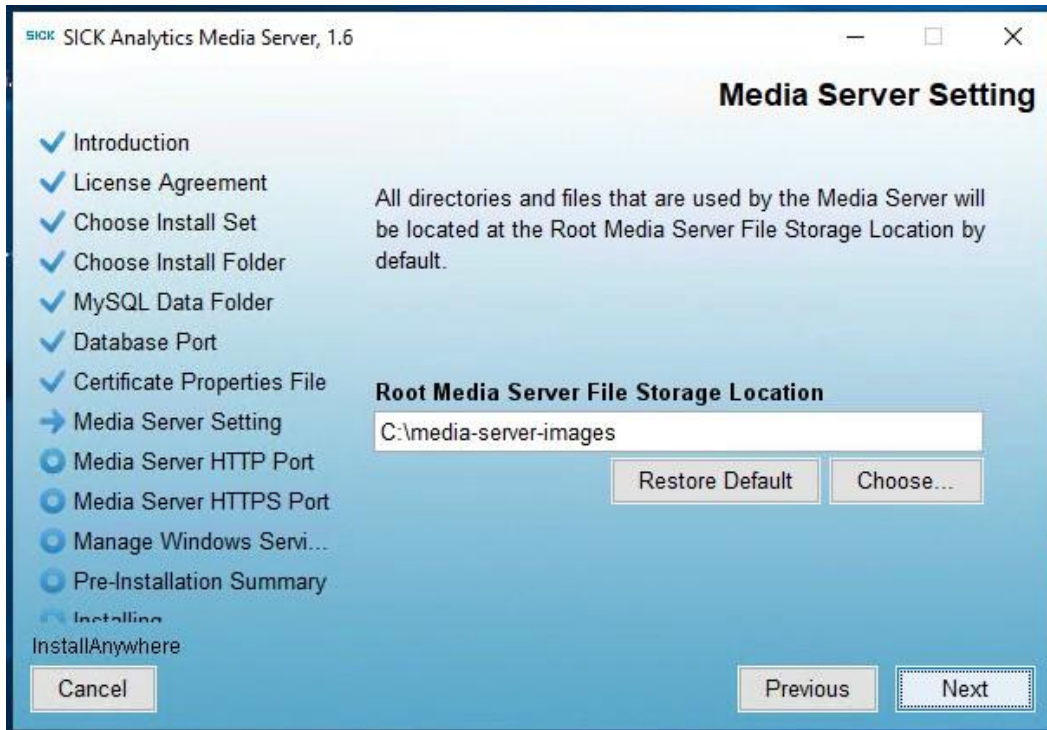 SICK SICK Analytics Media Server, 1.6
Media Server Setting
Introduction
License Agreement
Choose Install Set
Choose Install Folder
MySQL Data Folder
Database Port
Certificate Properties File
Media Server Setting
Media Server HTTP Port
Media Server HTTPS Port
Manage Windows Servi...
Pre-Installation Summary
Installing
All directories and files that are used by the Media Server will
be located at the Root Media Server File Storage Location by
default.
Root Media Server File Storage Location
C:\media-server-images
Restore Default
Choose...
InstallAnywhere
Cancel
Previous
Next